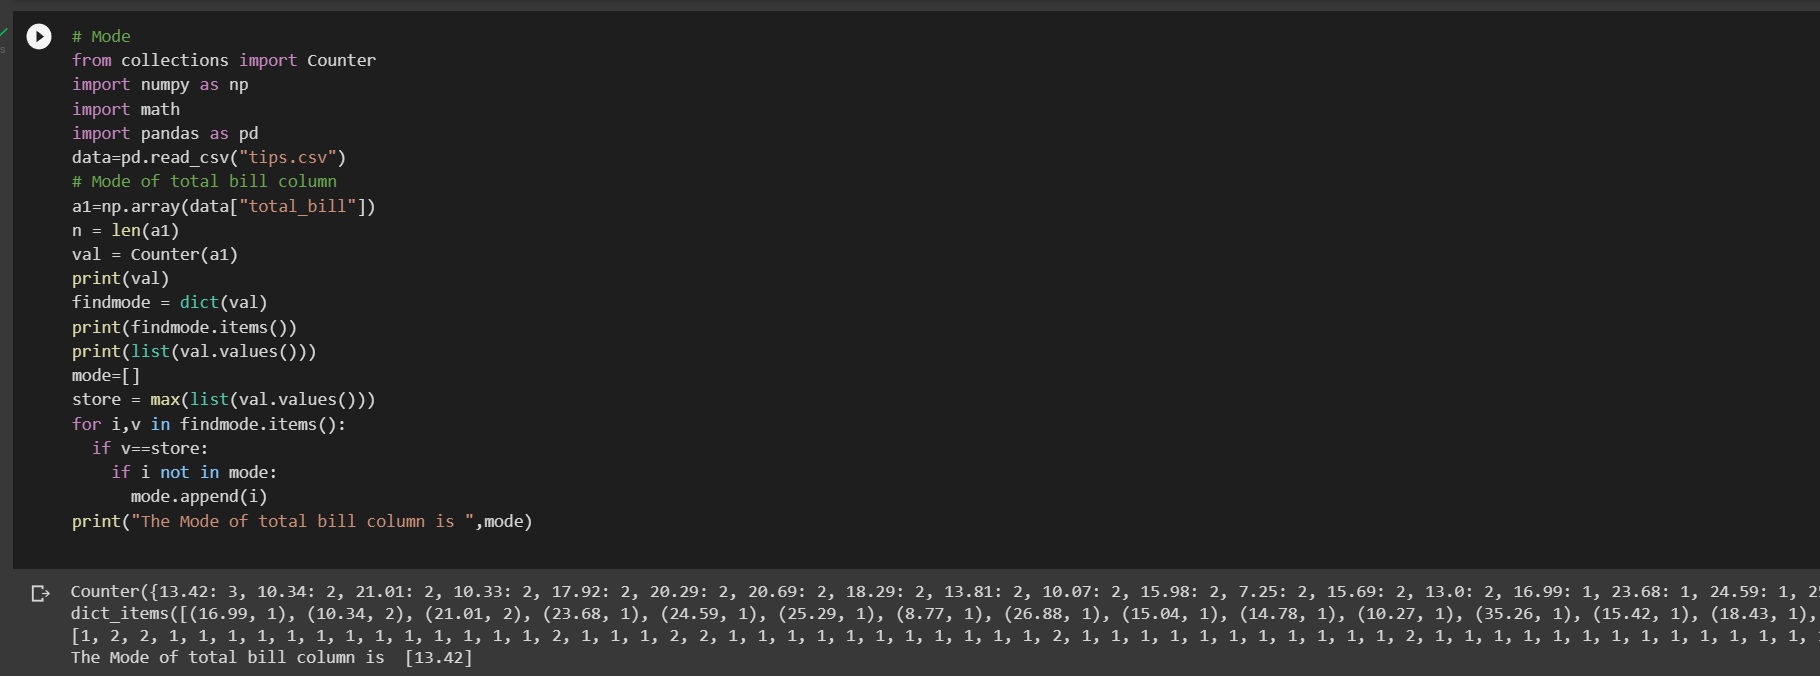 # Mode
from collections import Counter
import numpy as np
import math
import pandas as pd
data=pd.read_csv("tips.csv")
# Mode of total bill column
a1=np.array(data["total_bill"])
n = len(a1)
val = Counter(a1)
print(val)
findmode = dict(val)
print(findmode.items())
print(list(val.values()))
mode=[]
store = max(list(val.values()))
for i,v in findmode.items():
  if v==store:
    if i not in mode:
      mode.append(i)
print("The Mode of total bill column is ",mode)
Counter({13.42: 3, 10.34: 2, 21.01: 2, 10.33: 2, 17.92: 2, 20.29: 2, 20.69: 2, 18.29: 2, 13.81: 2, 10.07: 2, 15.98: 2, 7.25: 2, 15.69: 2, 13.0: 2, 16.99: 1, 23.68: 1, 24.59: 1,
dict_items([(16.99, 1), (10.34, 2), (21.01, 2), (23.68, 1), (24.59, 1), (25.29, 1), (8.77, 1), (26.88, 1), (15.04, 1), (14.78, 1), (10.27, 1), (35.26, 1), (15.42, 1), (18.43, 1),
[1, 2, 2, 1, 1, 1, 1, 1, 1, 1, 1, 1, 1, 1, 1, 1, 2, 1, 1, 1, 2, 2, 1, 1, 1, 1, 1, 1, 1, 1, 1, 1, 1, 2, 1, 1, 1, 1, 1, 1, 1, 1, 1, 1, 1, 2, 1, 1, 1, 1, 1, 1, 1, 1, 1, 1, 1, 1, 1,
The Mode of total bill column is  [13.42]